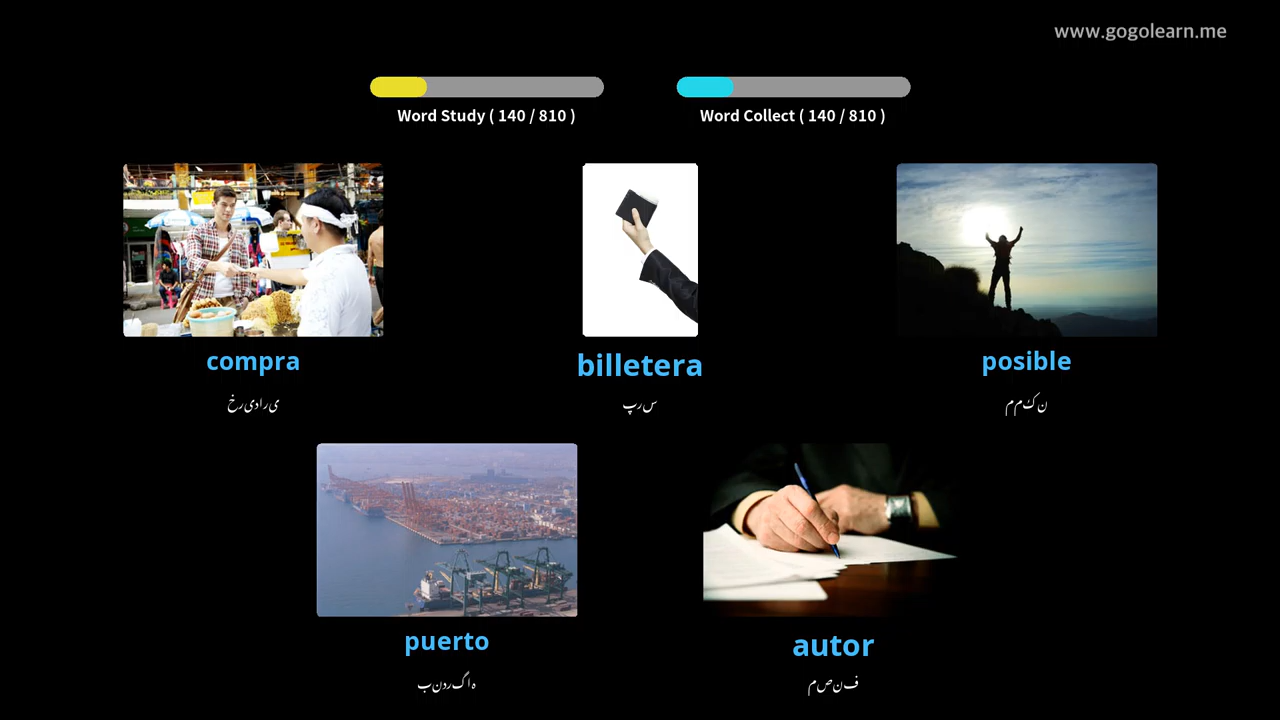 www.gogolearn.me
Word Study ( 140 / 810 )
Word Collect ( 140 / 810 )
compra
billetera
posible
خریداری
پرس
ممکن
puerto
autor
بندرگاہ
مصنف